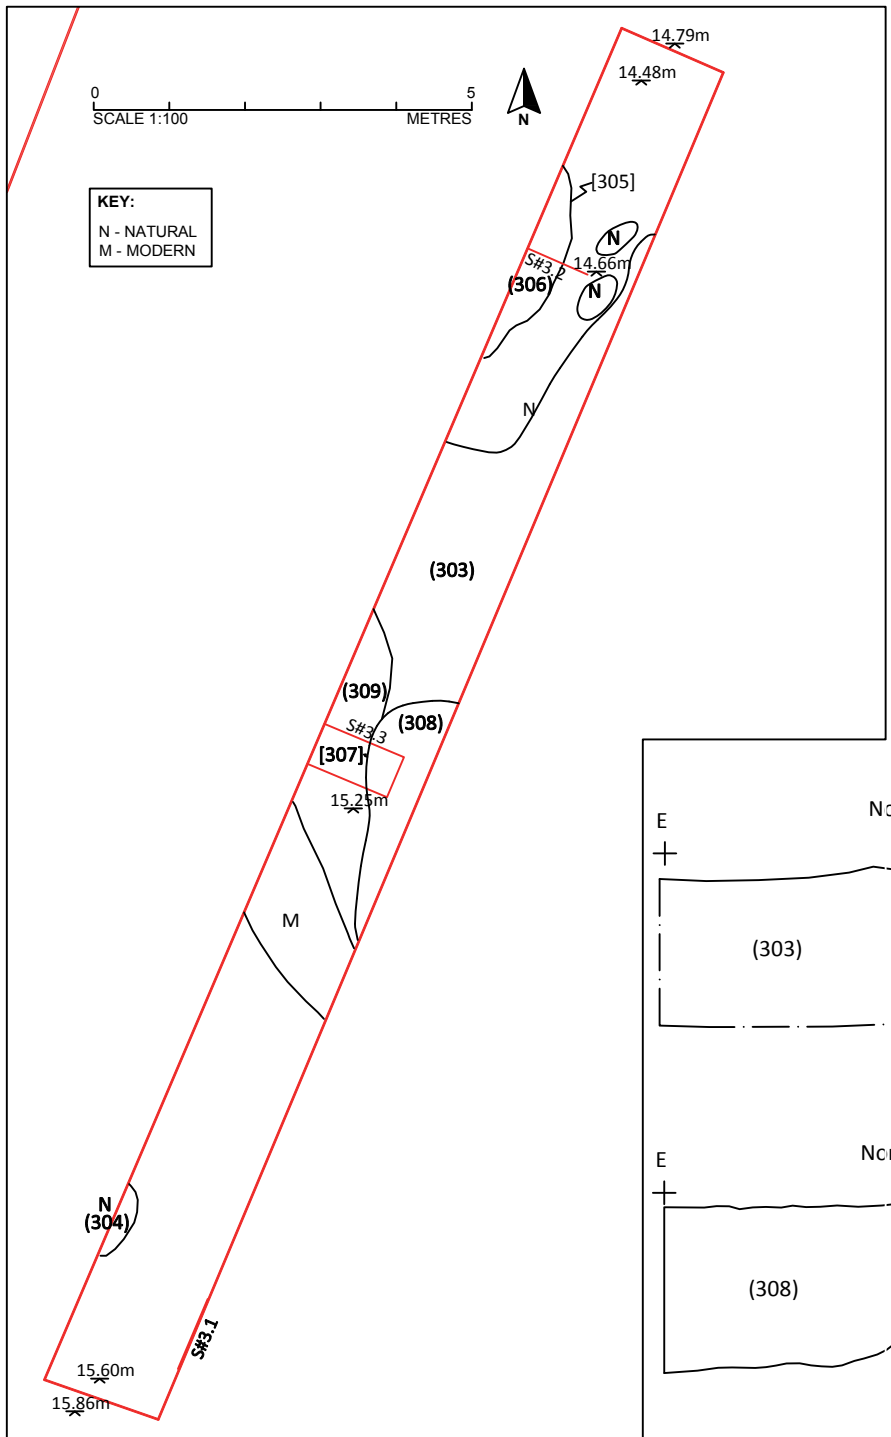 14.79m
14.48m
0 5
SCALE 1:100 METRES
N
KEY:
N - NATURAL
M - MODERN
[305]
N
S#3.2
14.66m
(306)
N
N
(303)
(309)
(308)
S#3.3
[307]
15.25m
M
N
(304)
S#3.1
15.60m
15.86m
E
(303)
E
(308)